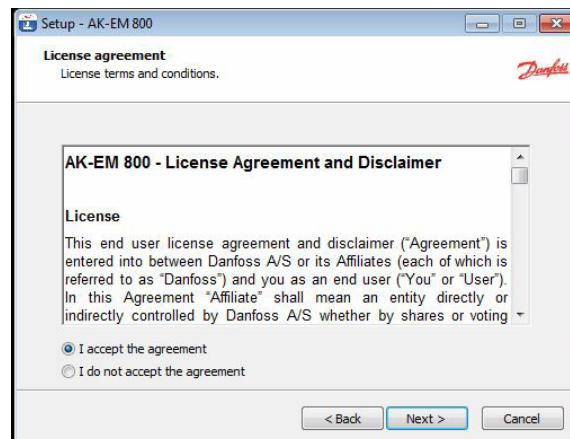 Setup - AK-EM 800
License agreement
License terms and conditions.
Danfoss
AK-EM 800 - License Agreement and Disclaimer
License
This end user license agreement and disclaimer (“Agreement”) is
entered into between Danfoss A/S or its Affiliates (each of which is
referred to as “Danfoss”) and you as an end user (“You” or “User”).
In this Agreement “Affiliate” shall mean an entity directly or
indirectly controlled by Danfoss A/S whether by shares or voting
I accept the agreement
I do not accept the agreement
< Back
Next >
Cancel